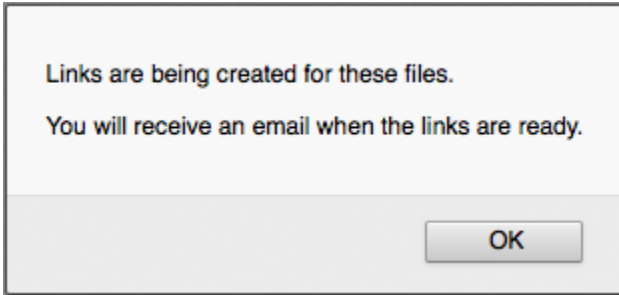 Links are being created for these files.
You will receive an email when the links are ready.
OK